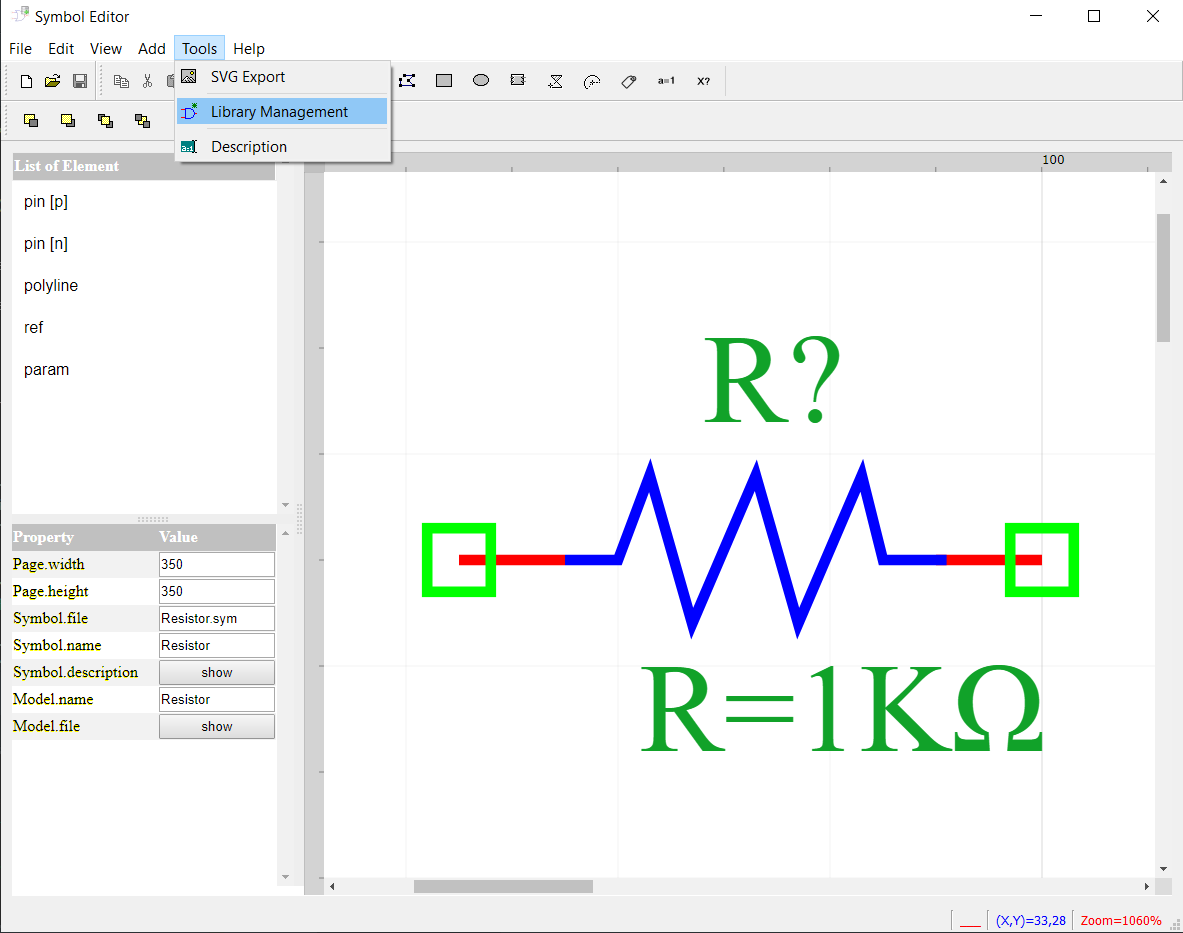 Symbol Editor
File Edit View Add Tools Help
SVG Export
a=1 X?
Library Management
Description
List of Element
100
pin [p]
pin [n]
polyline
ref
param
R?
R=1KΩ
Property Value
Page.width 350
Page.height 350
Symbol.file Resistor.sym
Symbol.name Resistor
Symbol.description show
Model.name Resistor
Model.file show
(X,Y)=33,28 Zoom=1060%